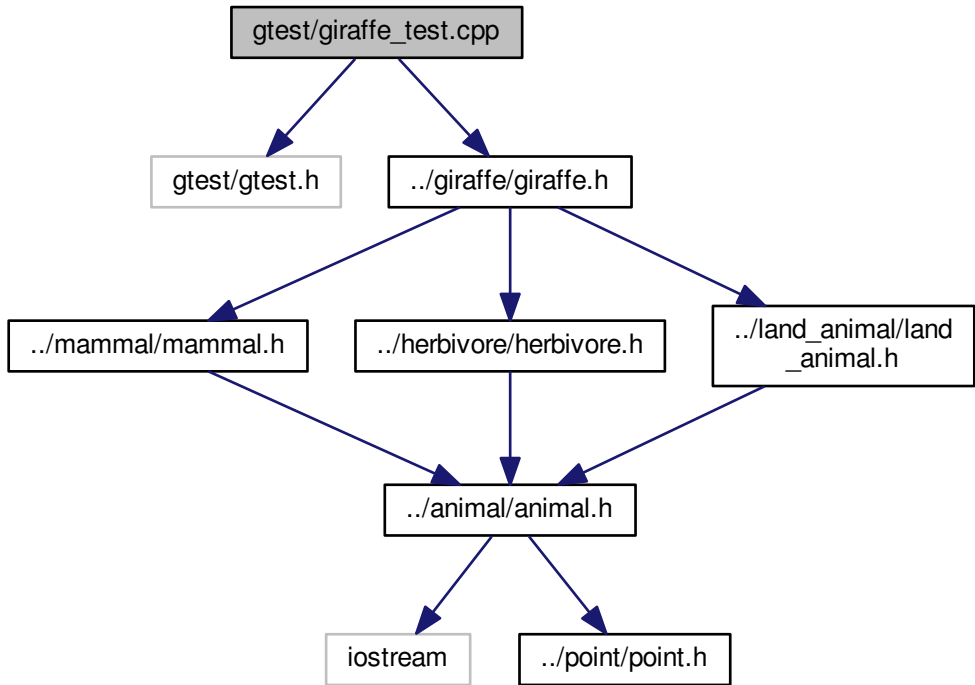 gtest/giraffe_test.cpp
gtest/gtest.h
../giraffe/giraffe.h
../mammal/mammal.h
../herbivore/herbivore.h
../land_animal/land
_animal.h
../animal/animal.h
iostream
../point/point.h